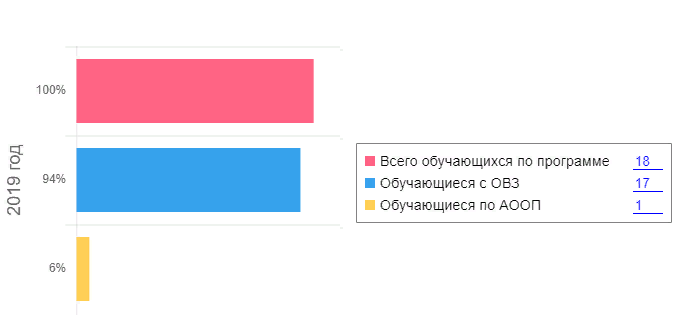 2019 год
100%
94%
6%
Всего обучающихся по программе 18
Обучающиеся с ОВЗ 17
Обучающиеся по АООП 1